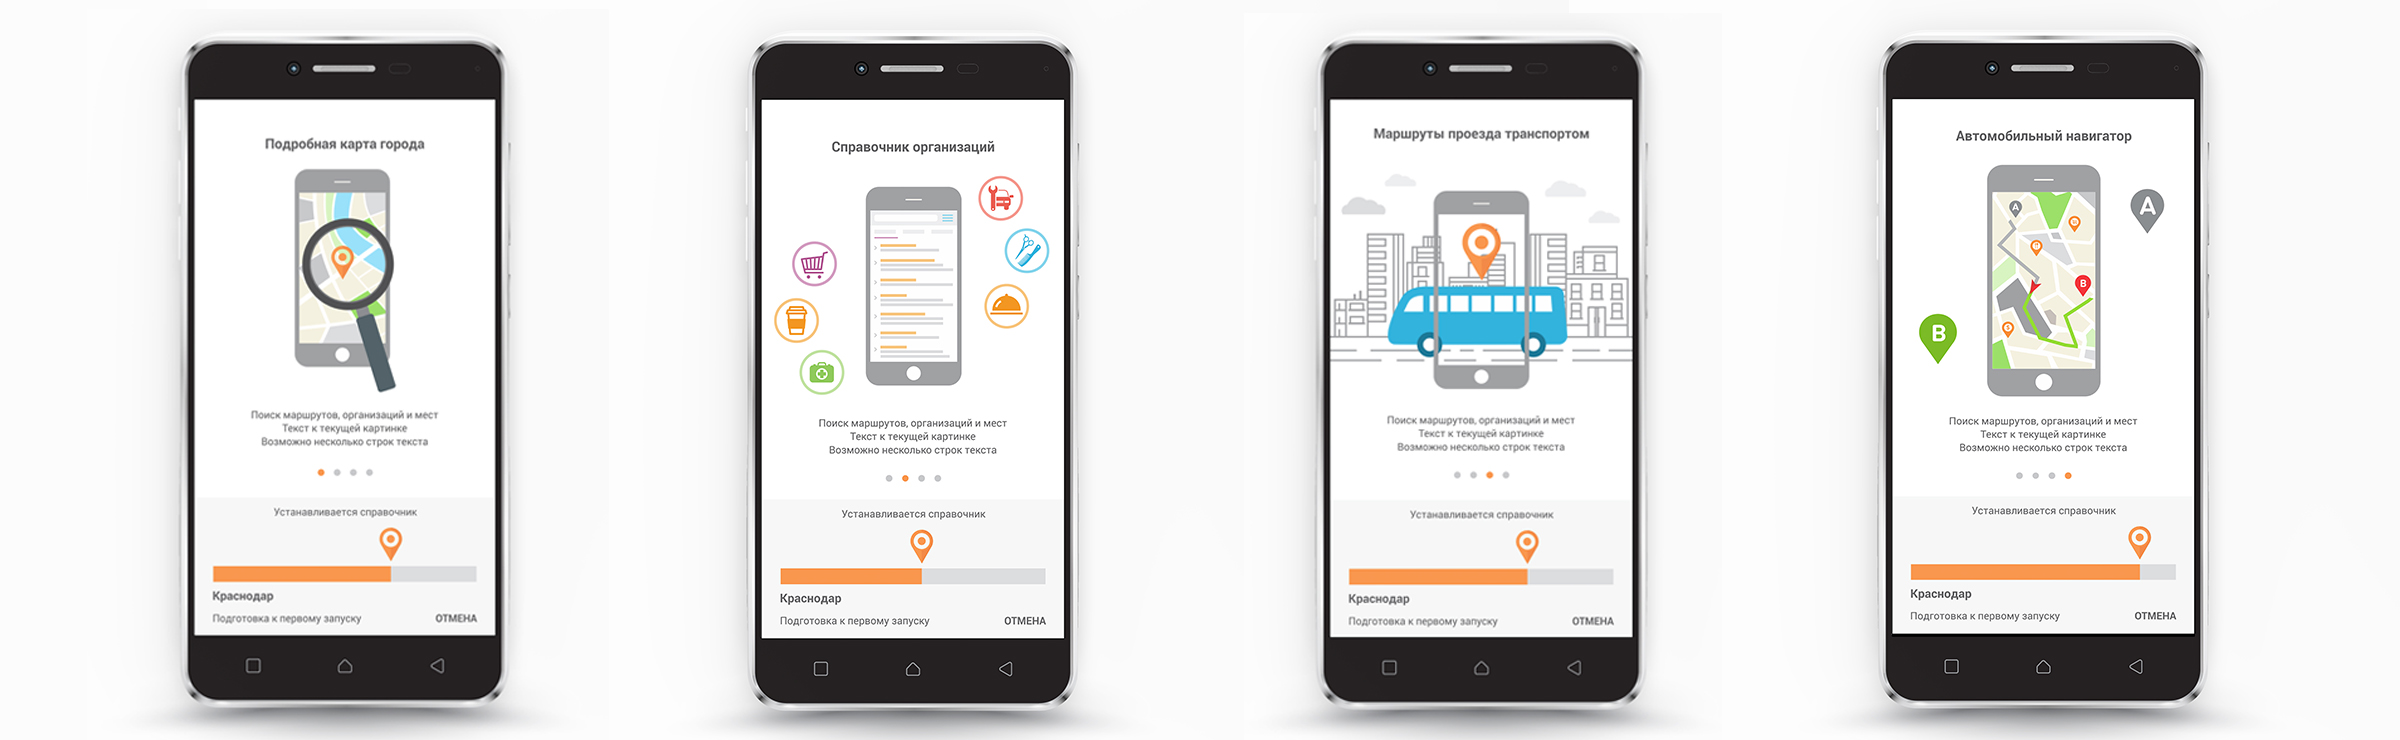 Подробная карта города
Поиск маршрутов, организаций и мест
Текст к текущей картинке
Возможно несколько строк текста
Устанавливается справочник
Краснодар
Подготовка к первому запуску
ОТМЕНА
Справочник организаций
Поиск маршрутов, организаций и мест
Текст к текущей картинке
Возможно несколько строк текста
Устанавливается справочник
Краснодар
Подготовка к первому запуску
ОТМЕНА
Маршруты проезда транспортом
Поиск маршрутов, организаций и мест
Текст к текущей картинке
Возможно несколько строк текста
Устанавливается справочник
Краснодар
Подготовка к первому запуску
ОТМЕНА
Автомобильный навигатор
A
A
B
B
Поиск маршрутов, организаций и мест
Текст к текущей картинке
Возможно несколько строк текста
Устанавливается справочник
Краснодар
Подготовка к первому запуску
ОТМЕНА